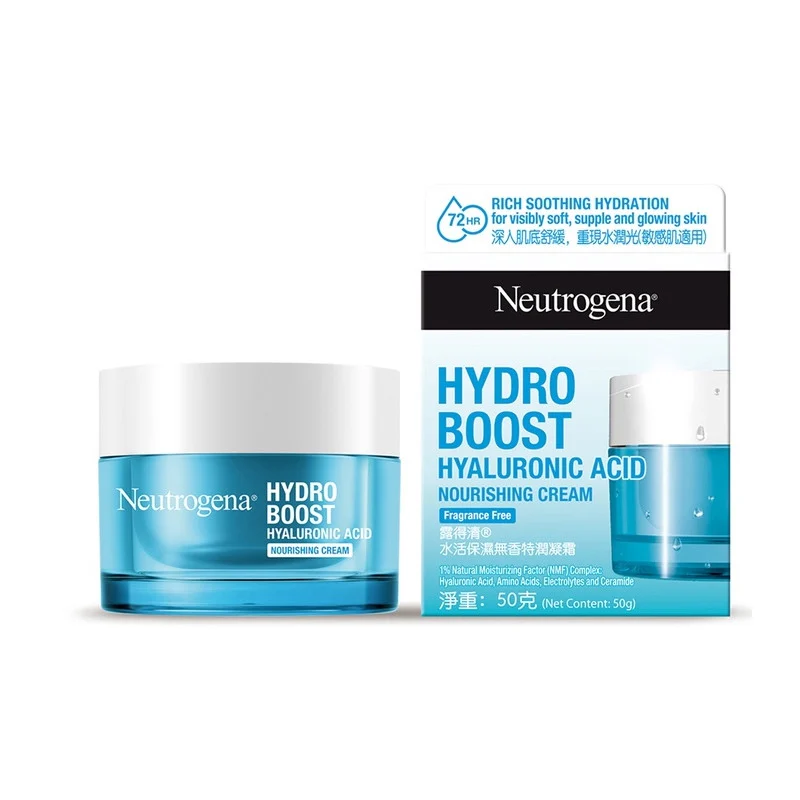 Neutrogena®
HYDRO
BOOST
HYALURONIC ACID
NOURISHING CREAM
72HR
RICH SOOTHING HYDRATION
for visibly soft, supple and glowing skin
深入肌底舒緩，重現水潤光(敏感肌適用)
Neutrogena®
HYDRO
BOOST
HYALURONIC ACID
NOURISHING CREAM
Fragrance Free
露得清®
水活保濕無香特潤凝霜
1% Natural Moisturizing Factor (NMF) Complex:
Hyaluronic Acid, Amino Acids, Electrolytes and Ceramide
淨重：50克 (Net Content: 50g)